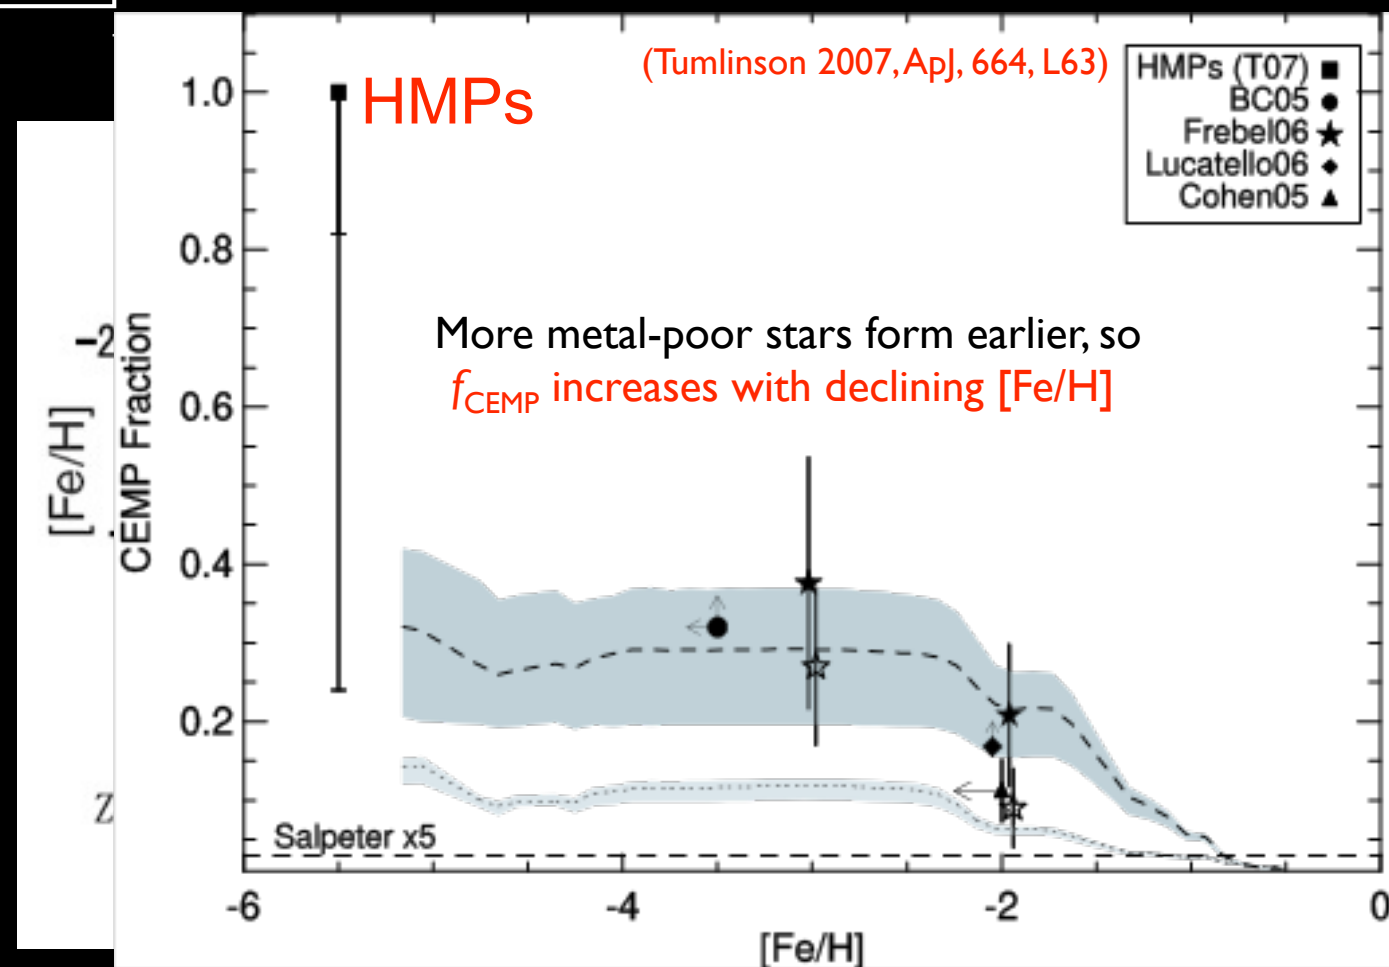 (Tumlinson 2007, ApJ, 664, L63)
HMPs
HMPs (T07)
BC05
Frebel06
Lucatello06
Cohen05
1.0
0.8
0.6
0.4
0.2
CEMP Fraction
-2
[Fe/H]
Z
More metal-poor stars form earlier, so
fCEMP increases with declining [Fe/H]
Salpeter x5
-6
-4
-2
0
[Fe/H]